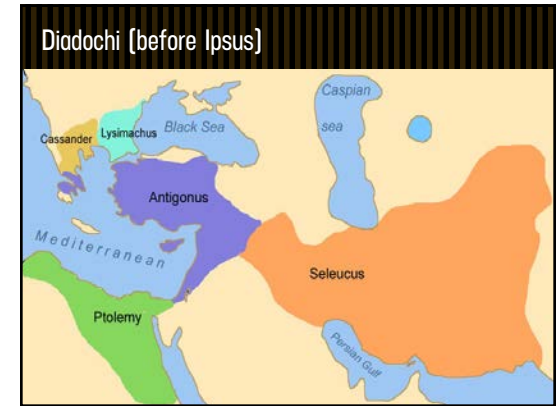 Diadochi (before Ipsus)
Caspian
sea
Black Sea
Cassander
Lysimachus
Antigonus
Mediterranean
Seleucus
Ptolemy
Persian Gulf